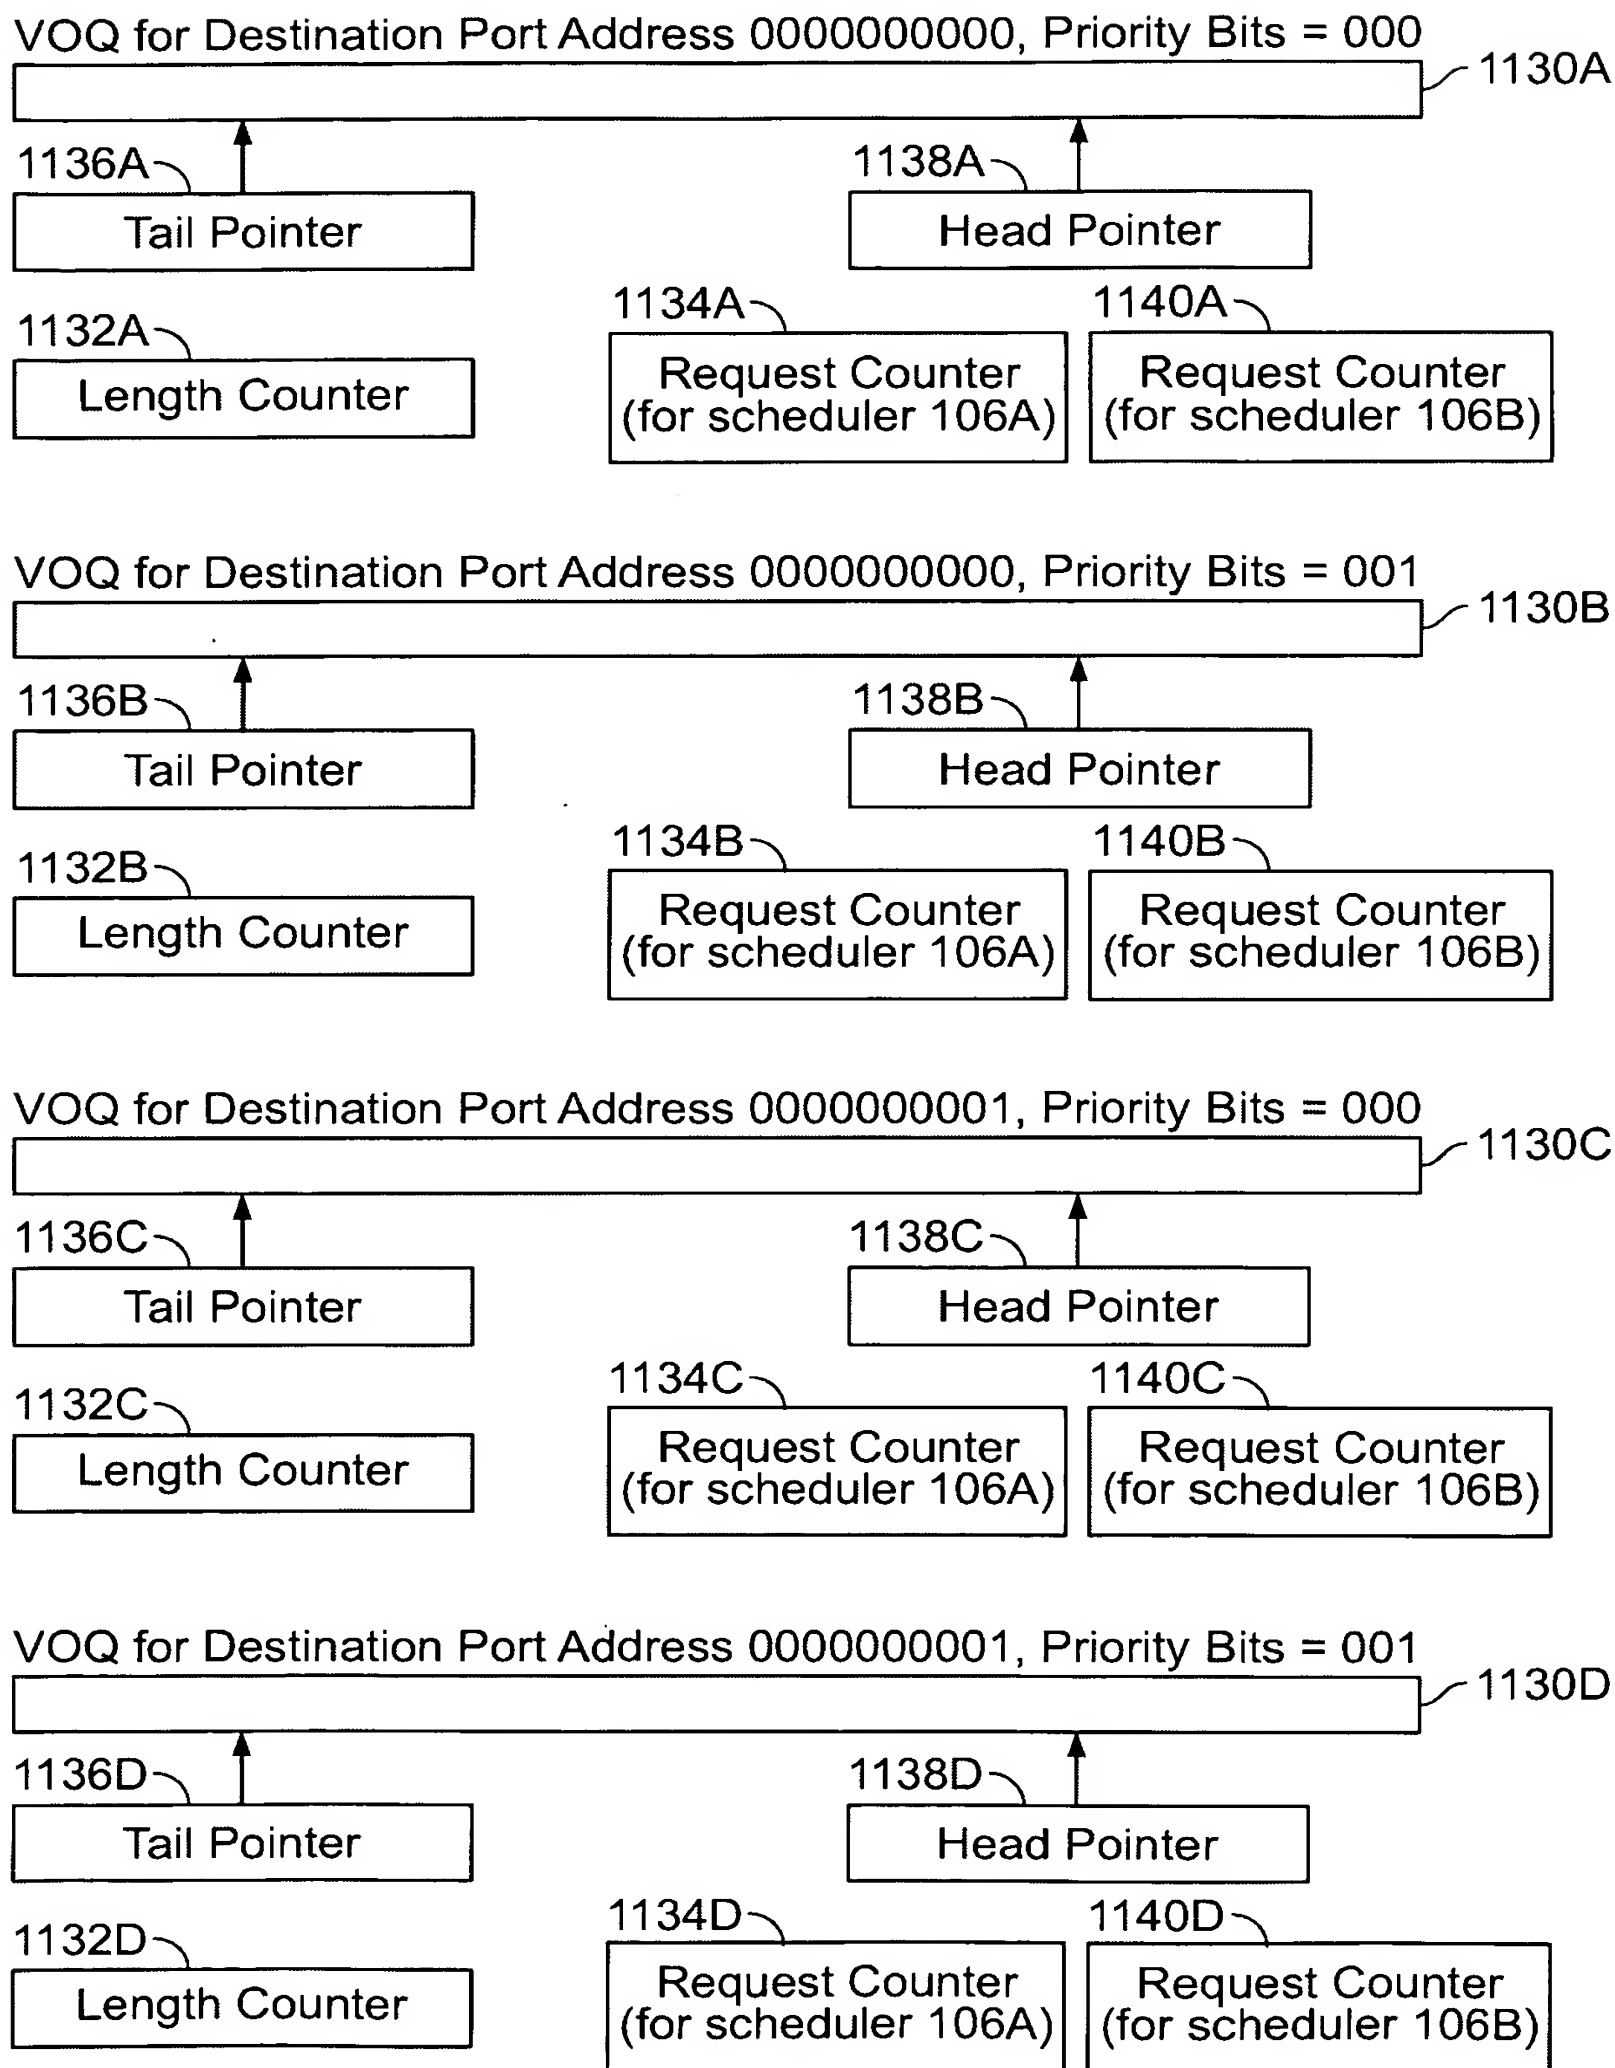 VOQ for Destination Port Address 0000000000, Priority Bits = 000
1130A
1136A
1138A
Tail Pointer
Head Pointer
1132A
1134A
1140A
Length Counter
Request Counter
(for scheduler 106A)
Request Counter
(for scheduler 106B)
VOQ for Destination Port Address 0000000000, Priority Bits = 001
1130B
1136B
1138B
Tail Pointer
Head Pointer
1132B
1134B
1140B
Length Counter
Request Counter
(for scheduler 106A)
Request Counter
(for scheduler 106B)
VOQ for Destination Port Address 0000000001, Priority Bits = 000
1130C
1136C
1138C
Tail Pointer
Head Pointer
1132C
1134C
1140C
Length Counter
Request Counter
(for scheduler 106A)
Request Counter
(for scheduler 106B)
VOQ for Destination Port Address 0000000001, Priority Bits = 001
1130D
1136D
1138D
Tail Pointer
Head Pointer
1132D
1134D
1140D
Length Counter
Request Counter
(for scheduler 106A)
Request Counter
(for scheduler 106B)